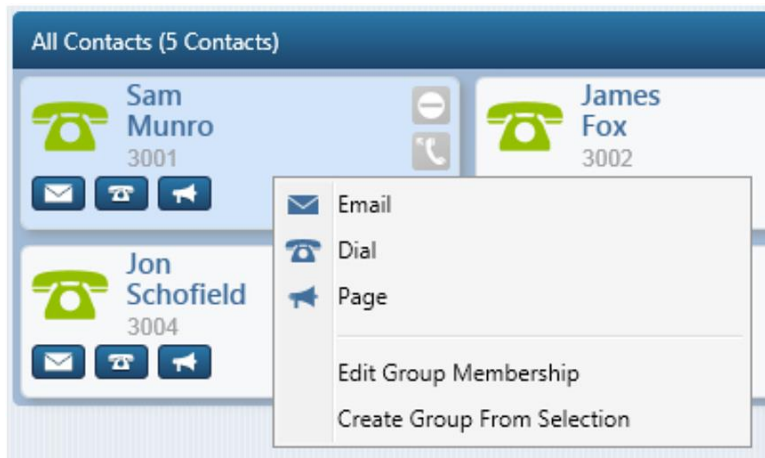 All Contacts (5 Contacts)
Sam
Munro
3001
James
Fox
3002
Jon
Schofield
3004
Email
Dial
Page
Edit Group Membership
Create Group From Selection